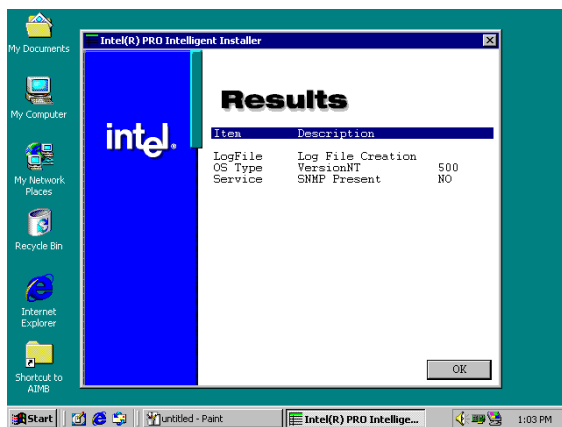 My Documents
My Computer
My Network
Places
Recycle Bin
Internet
Explorer
Shortcut to
AIMB
Intel(R) PRO Intelligent Installer
intel.
Results
Item Description
LogFile Log File Creation
OS Type VersionNT 500
Service SNMP Present NO
OK
Start
untitled - Paint
Intel(R) PRO Intellige...
1:03 PM